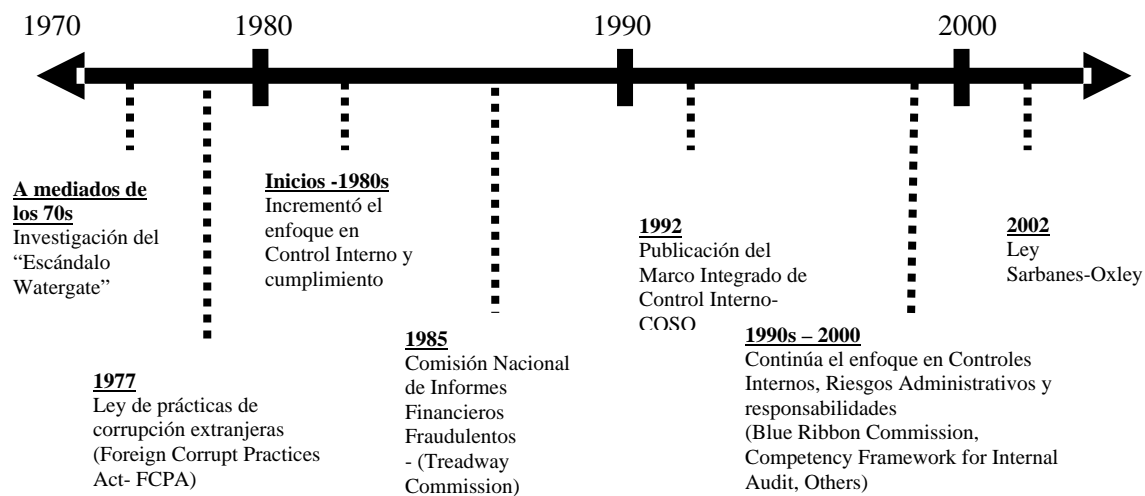 1970
1980
1990
2000
A mediados de
los 70s
Investigación del
“Escándalo
Watergate”
1977
Ley de prácticas de
corrupción extranjeras
(Foreign Corrupt Practices
Act- FCPA)
Inicios -1980s
Incrementó el
enfoque en
Control Interno y
cumplimiento
1985
Comisión Nacional
de Informes
Financieros
Fraudulentos
- (Treadway
Commission)
1992
Publicación del
Marco Integrado de
Control Interno-
COSO
1990s – 2000
Continúa el enfoque en Controles
Internos, Riesgos Administrativos y
responsabilidades
(Blue Ribbon Commission,
Competency Framework for Internal
Audit, Others)
2002
Ley
Sarbanes-Oxley